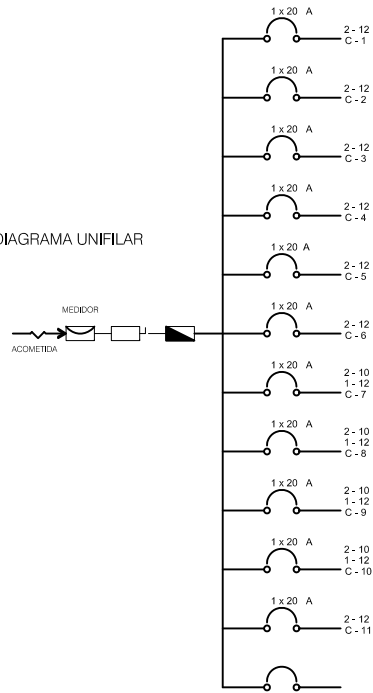 1 x 20 A
2 - 12
C - 1
1 x 20 A
2 - 12
C - 2
1 x 20 A
2 - 12
C - 3
1 x 20 A
2 - 12
C - 4
DIAGRAMA UNIFILAR
1 x 20 A
2 - 12
C - 5
MEDIDOR
ACOMETIDA
1 x 20 A
2 - 12
C - 6
1 x 20 A
2 - 10
1 - 12
C - 7
1 x 20 A
2 - 10
1 - 12
C - 8
1 x 20 A
2 - 10
1 - 12
C - 9
1 x 20 A
2 - 10
1 - 12
C - 10
1 x 20 A
2 - 12
C - 11